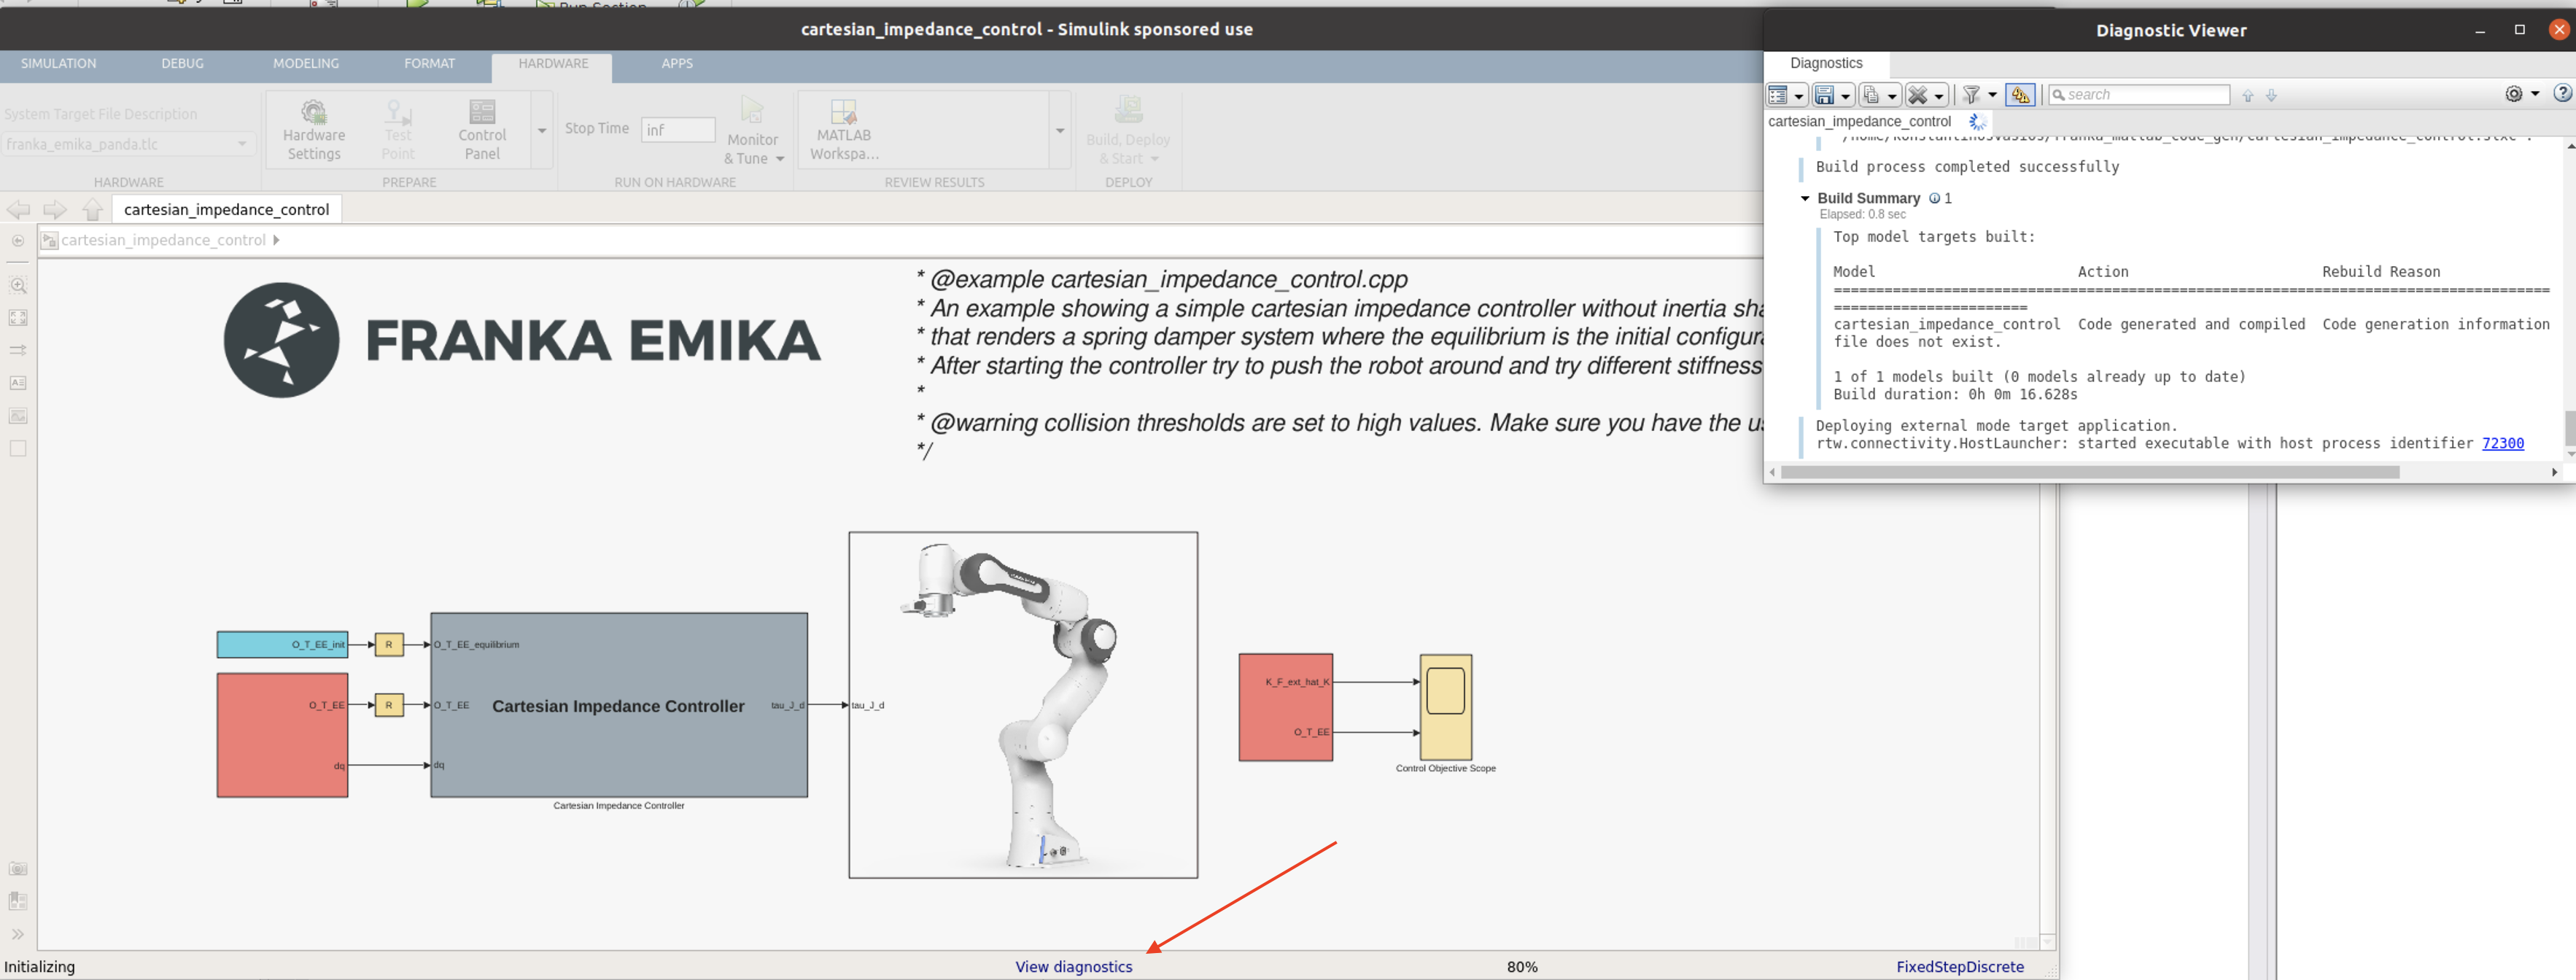 Run Section
cartesian_impedance_control - Simulink sponsored use
SIMULATION DEBUG MODELING FORMAT HARDWARE APPS
System Target File Description
franka_emika_panda.tlc
Hardware Settings
Test Point
Control Panel
Stop Time inf
Monitor & Tune
MATLAB Workspa...
Build, Deploy & Start
HARDWARE PREPARE RUN ON HARDWARE REVIEW RESULTS DEPLOY
cartesian_impedance_control
cartesian_impedance_control
FRANKA EMIKA
* @example cartesian_impedance_control.cpp
* An example showing a simple cartesian impedance controller without inertia sha
* that renders a spring damper system where the equilibrium is the initial configura
* After starting the controller try to push the robot around and try different stiffness
*
* @warning collision thresholds are set to high values. Make sure you have the us
*/
O_T_EE_init R O_T_EE_equilibrium
O_T_EE R O_T_EE Cartesian Impedance Controller tau_J_d tau_J_d
dq dq
Cartesian Impedance Controller
K_F_ext_hat_K
O_T_EE
Control Objective Scope
Initializing View diagnostics 80% FixedStepDiscrete
Diagnostic Viewer
Diagnostics
search
cartesian_impedance_control
Build process completed successfully
Build Summary 1
Elapsed: 0.8 sec
Top model targets built:
Model Action Rebuild Reason
==========================================================================================
=======================
cartesian_impedance_control Code generated and compiled Code generation information
file does not exist.
1 of 1 models built (0 models already up to date)
Build duration: 0h 0m 16.628s
Deploying external mode target application.
rtw.connectivity.HostLauncher: started executable with host process identifier 72300